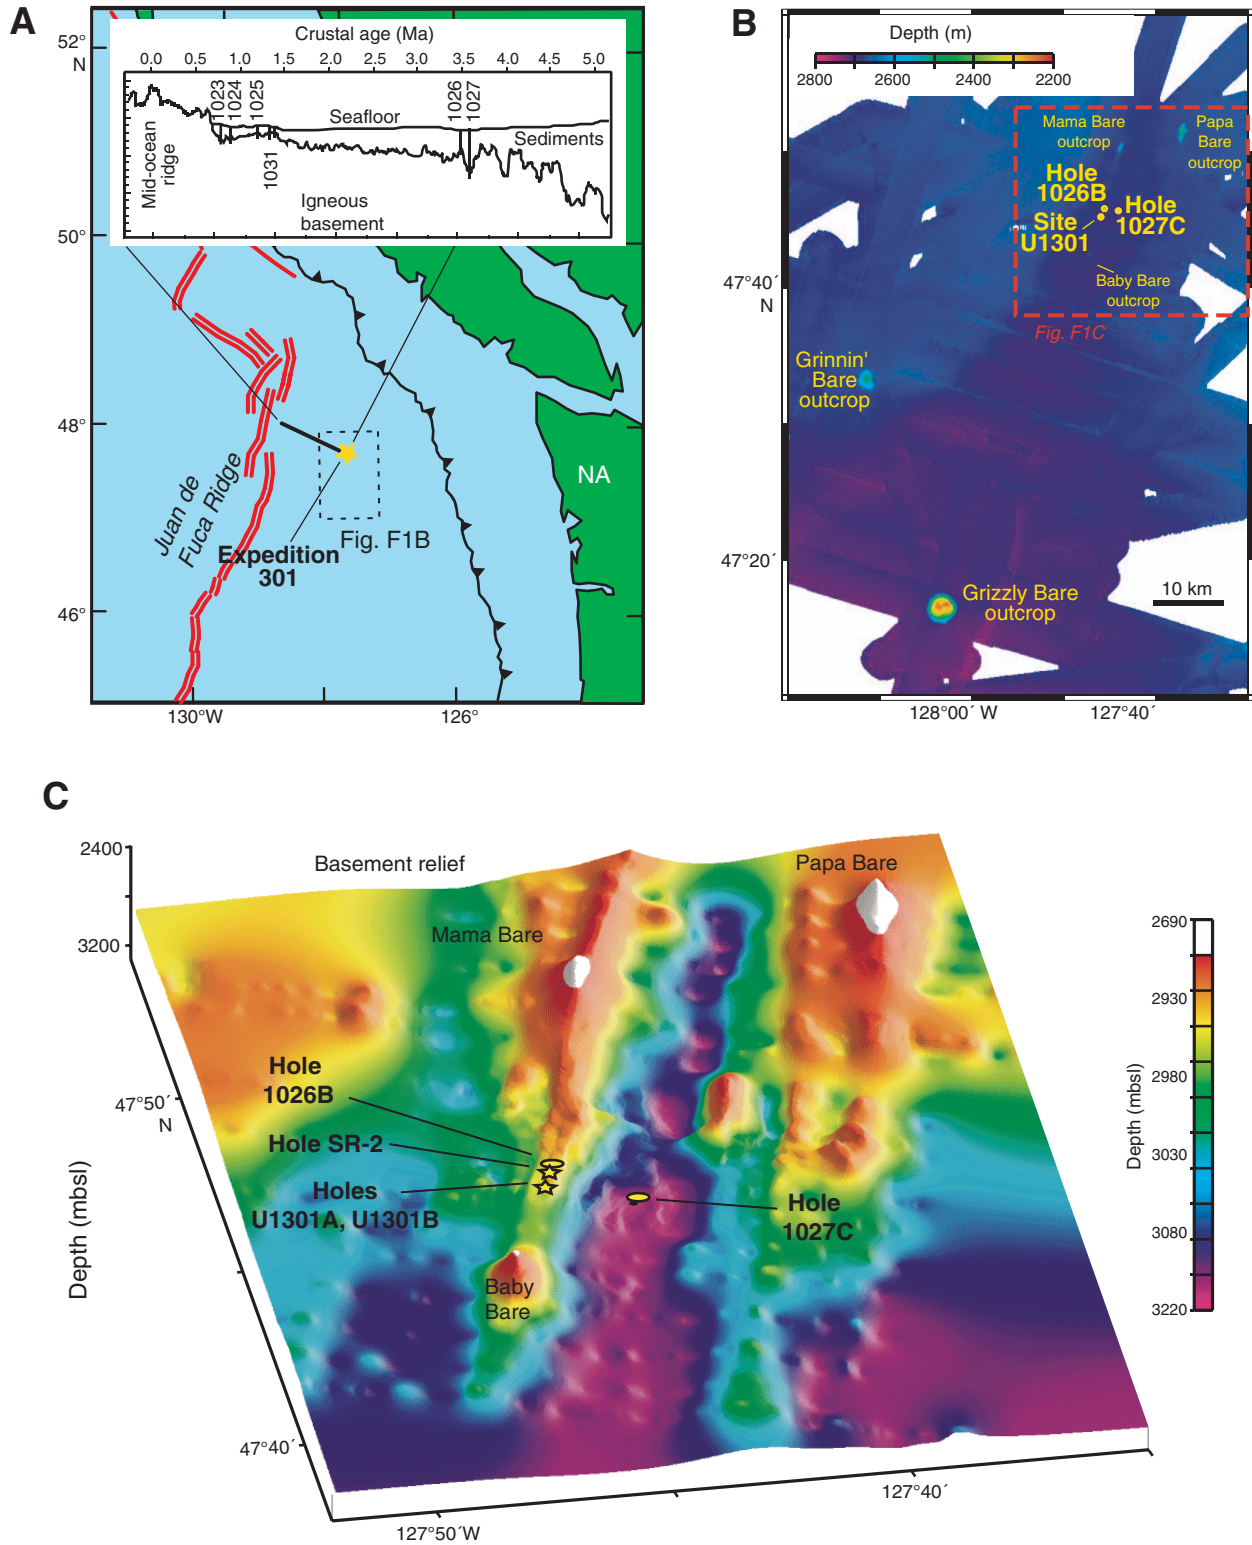 A
52°
N
50°
48°
46°
130°W
126°
Crustal age (Ma)
0.0 0.5 1.0 1.5 2.0 2.5 3.0 3.5 4.0 4.5 5.0
1023
1024
1025
1031
1026
1027
Seafloor
Sediments
Mid-ocean
ridge
Igneous
basement
Juan de
Fuca Ridge
Expedition
301
Fig. F1B
NA
B
Depth (m)
2800 2600 2400 2200
Mama Bare
outcrop
Papa
Bare
outcrop
Hole
1026B
Hole
1027C
Site
U1301
Baby Bare
outcrop
Fig. F1C
47°40´
N
Grinnin'
Bare
outcrop
47°20´
Grizzly Bare
outcrop
10 km
128°00´ W
127°40´
C
2400
3200
Basement relief
Papa Bare
Mama Bare
Hole
1026B
Hole SR-2
Holes
U1301A, U1301B
Hole
1027C
Baby
Bare
47°50´
N
Depth (mbsl)
47°40´
127°50´W
127°40´
Depth (mbsl)
2690
2930
2980
3030
3080
3220